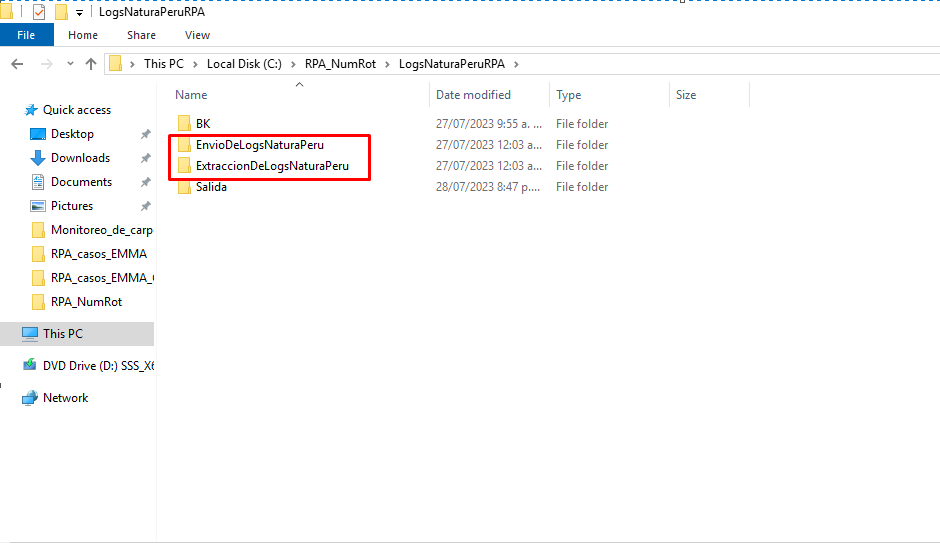 LogsNaturaPeruRPA
File Home Share View
This PC Local Disk (C:) RPA_NumRot LogsNaturaPeruRPA
Name Date modified Type Size
Quick access
Desktop
Downloads
Documents
Pictures
Monitoreo_de_carp
RPA_casos_EMMA
RPA_casos_EMMA_
RPA_NumRot
This PC
DVD Drive (D:) SSS_X6
Network
BK 27/07/2023 9:55 a. ... File folder
EnvioDeLogsNaturaPeru 27/07/2023 12:03 a... File folder
ExtraccionDeLogsNaturaPeru 27/07/2023 12:03 a... File folder
Salida 28/07/2023 8:47 p.... File folder